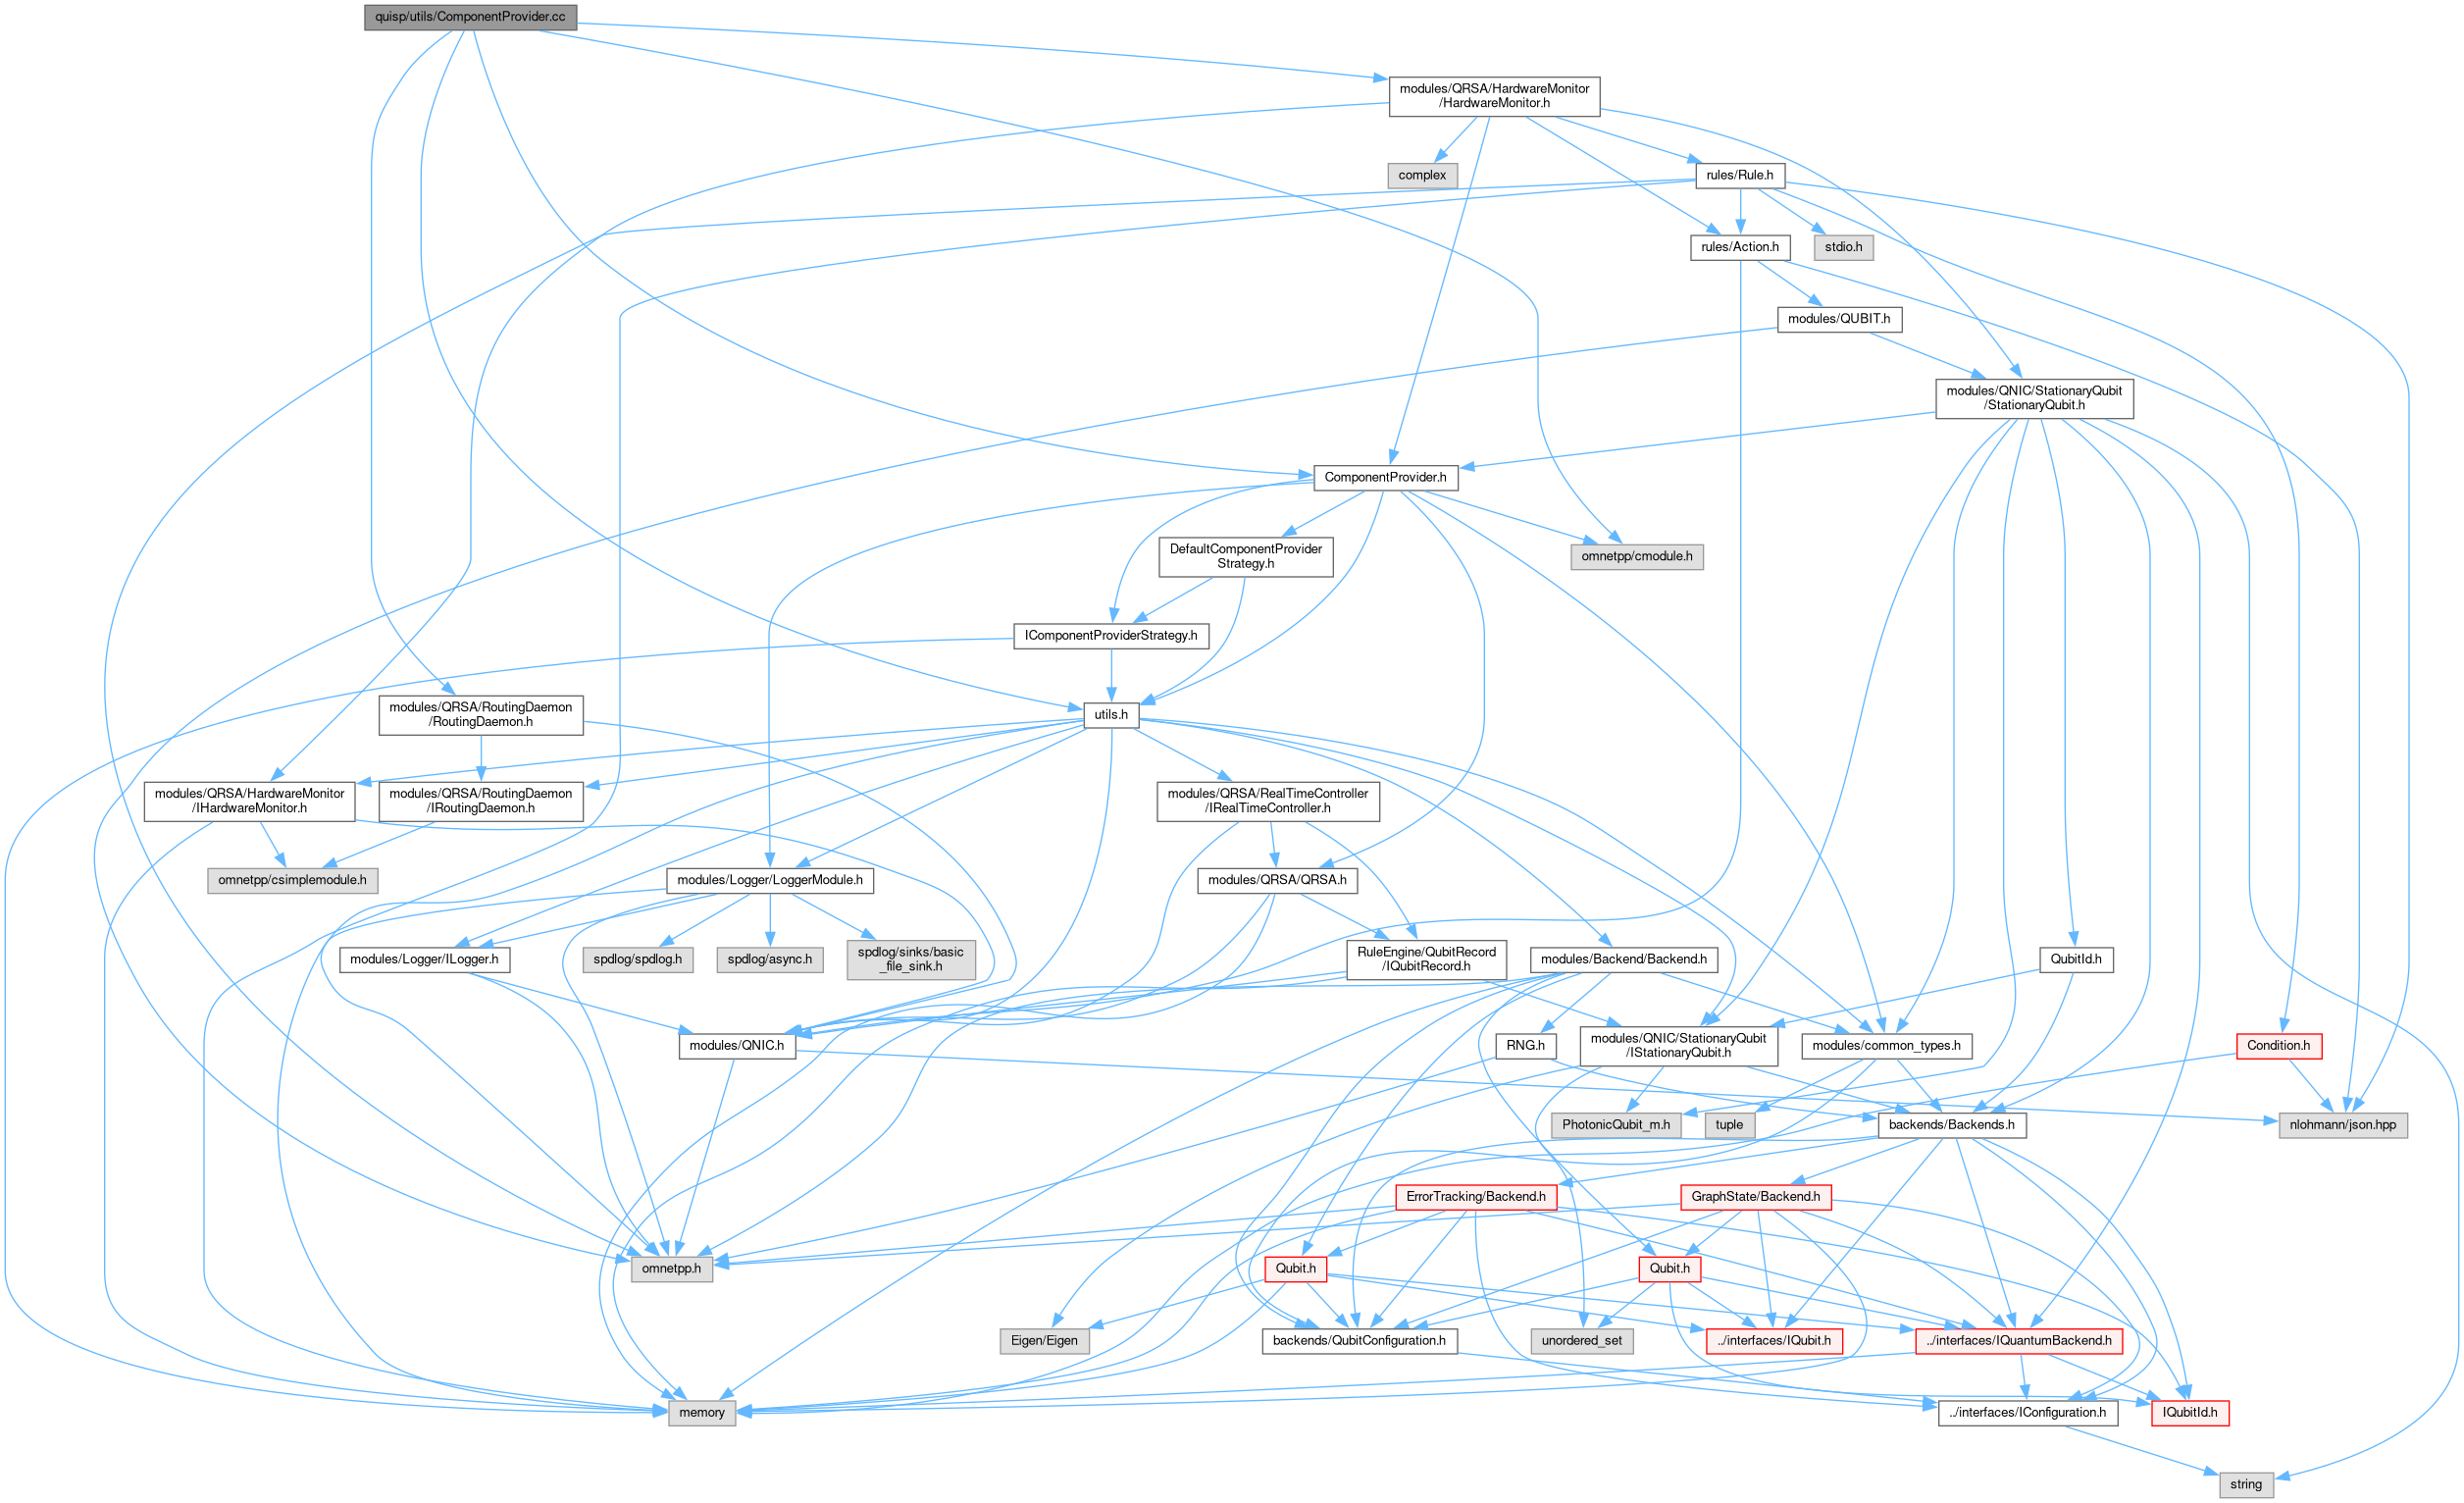 quisp/utils/ComponentProvider.cc
modules/QRSA/HardwareMonitor
/HardwareMonitor.h
complex
rules/Rule.h
rules/Action.h
stdio.h
modules/QUBIT.h
modules/QNIC/StationaryQubit
/StationaryQubit.h
ComponentProvider.h
DefaultComponentProvider
Strategy.h
omnetpp/cmodule.h
IComponentProviderStrategy.h
modules/QRSA/RoutingDaemon
/RoutingDaemon.h
utils.h
modules/QRSA/HardwareMonitor
/IHardwareMonitor.h
modules/QRSA/RoutingDaemon
/IRoutingDaemon.h
modules/QRSA/RealTimeController
/IRealTimeController.h
omnetpp/csimplemodule.h
modules/Logger/LoggerModule.h
modules/QRSA/QRSA.h
modules/Logger/ILogger.h
spdlog/spdlog.h
spdlog/async.h
spdlog/sinks/basic
_file_sink.h
RuleEngine/QubitRecord
/IQubitRecord.h
modules/Backend/Backend.h
QubitId.h
modules/QNIC.h
RNG.h
modules/QNIC/StationaryQubit
/IStationaryQubit.h
modules/common_types.h
Condition.h
PhotonicQubit_m.h
tuple
backends/Backends.h
nlohmann/json.hpp
ErrorTracking/Backend.h
GraphState/Backend.h
omnetpp.h
Qubit.h
Qubit.h
Eigen/Eigen
backends/QubitConfiguration.h
unordered_set
../interfaces/IQubit.h
../interfaces/IQuantumBackend.h
memory
../interfaces/IConfiguration.h
IQubitId.h
string